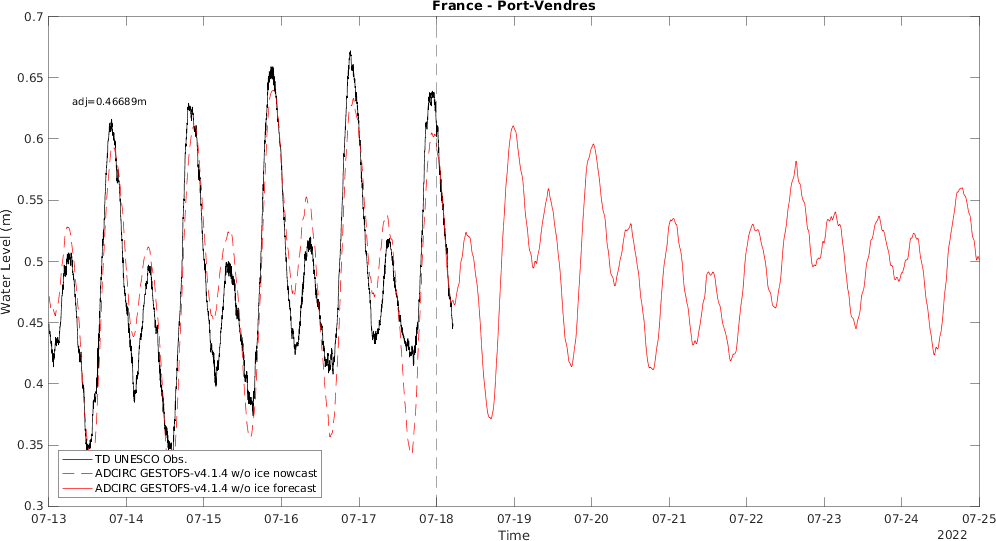 France - Port-Vendres
0.7
0.65
0.6
0.55
0.5
0.45
0.4
0.35
0.3
Water Level (m)
adj=0.46689m
TD UNESCO Obs.
ADCIRC GESTOFS-v4.1.4 w/o ice nowcast
ADCIRC GESTOFS-v4.1.4 w/o ice forecast
07-13 07-14 07-15 07-16 07-17 07-18 07-19 07-20 07-21 07-22 07-23 07-24 07-25
Time
2022